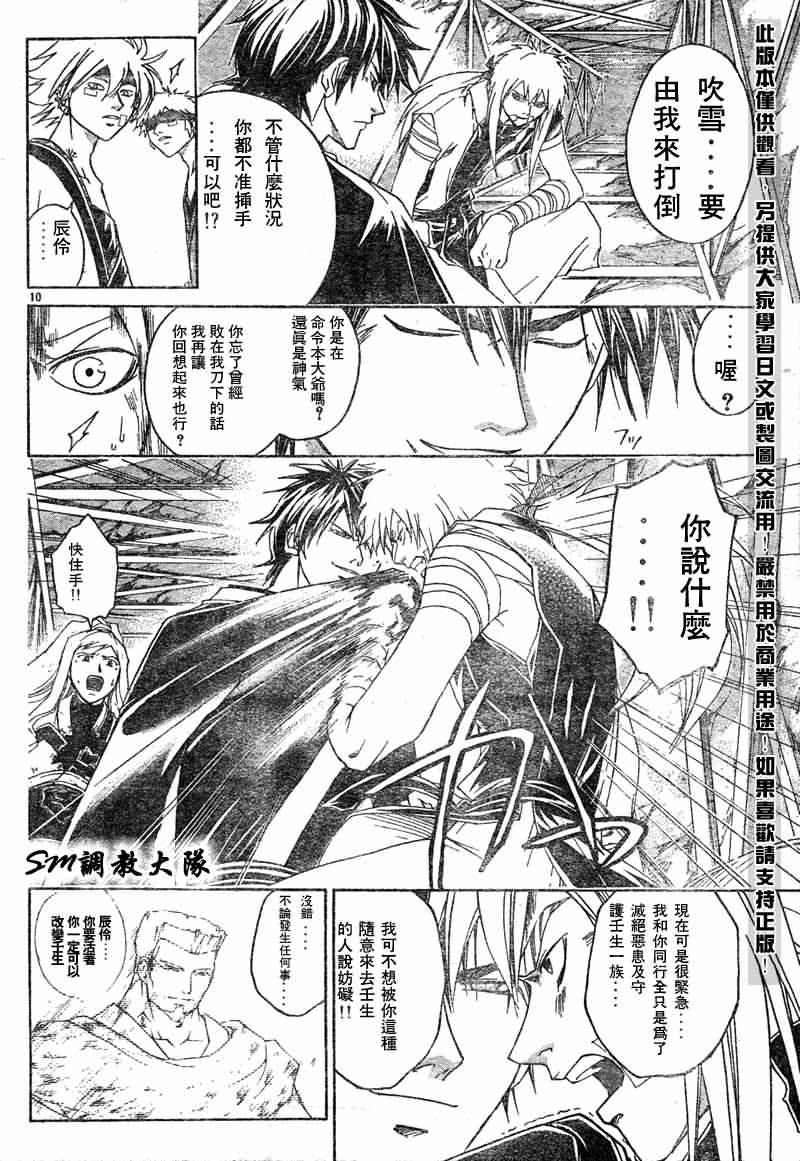 吹雪‥‥要
由我來打倒
不管什麼狀況
你都不准揷手
‥‥可以吧!?
辰伶
‥‥‥
10
‥‥
喔?
你是在
命令本大爺嗎?
還真是神氣
你忘了曾經
敗在我刀下的話
我再讓
你回想起來也行?
你說什麼
‥‥‥!!
快住手!!
SM調教大隊
現在可是很緊急‥‥
我和你同行全只是爲了
滅絕惡患及守
護壬生一族‥‥
我可不想被你這種
隨意來去壬生
的人說妨礙!!
沒錯‥‥
不論發生任何事‥‥
辰伶‥‥
你要活著
你一定可以
改變壬生
此版本僅供觀看!另提供大家學習日文或製圖交流用!嚴禁用於商業用途!如果喜歡請支持正版!